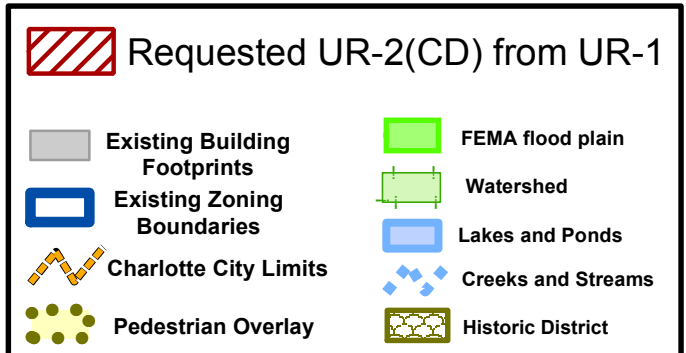 Requested UR-2(CD) from UR-1
Existing Building
Footprints
Existing Zoning
Boundaries
Charlotte City Limits
Pedestrian Overlay
FEMA flood plain
Watershed
Lakes and Ponds
Creeks and Streams
Historic District